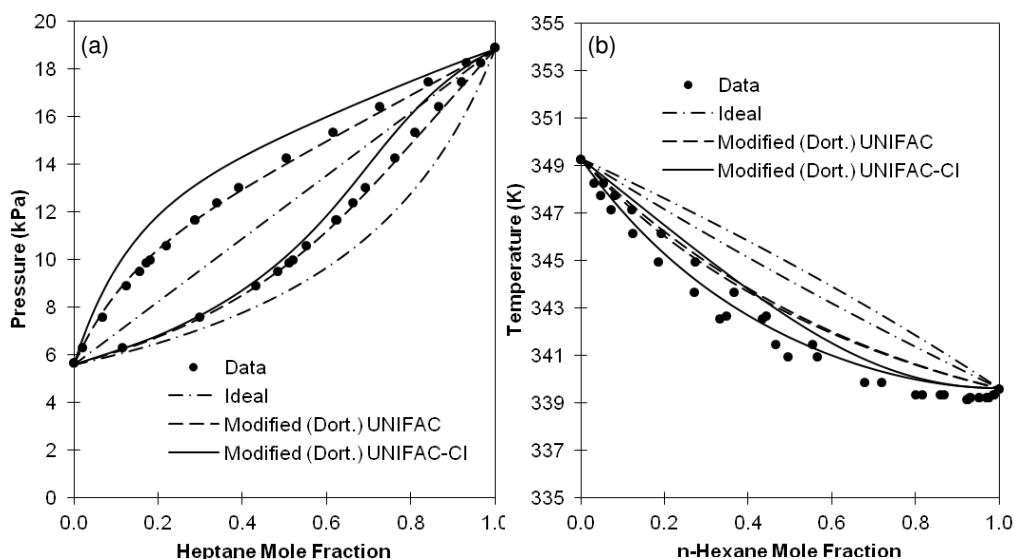 (a)
20
18
16
14
12
10
8
6
4
2
0
Pressure (kPa)
Data
Ideal
Modified (Dort.) UNIFAC
Modified (Dort.) UNIFAC-CI
0.0 0.2 0.4 0.6 0.8 1.0
Heptane Mole Fraction
(b)
355
353
351
349
347
345
343
341
339
337
335
Temperature (K)
Data
Ideal
Modified (Dort.) UNIFAC
Modified (Dort.) UNIFAC-CI
0.0 0.2 0.4 0.6 0.8 1.0
n-Hexane Mole Fraction